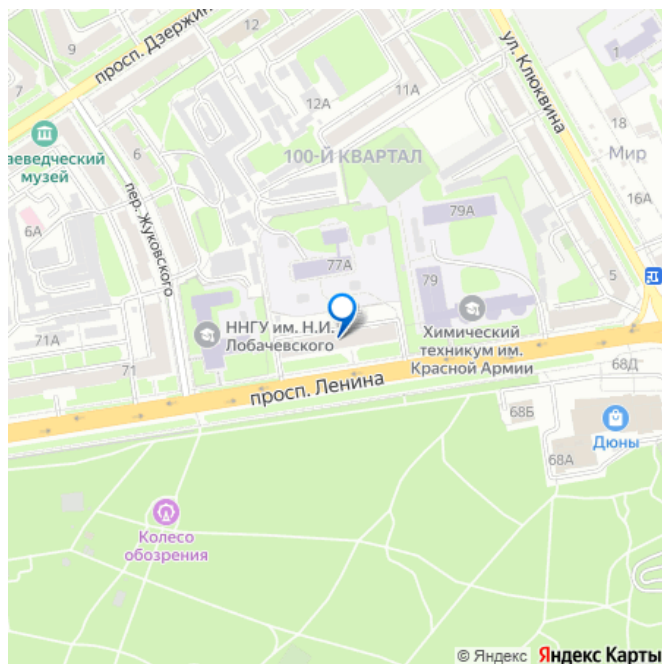 9
просп. Дзержин
7
6
12А
11А
ул. Клюквина
1
18
Мир
16А
аеведческий
музей
6А
пер. Жуковского
100-Й КВАРТАЛ
79А
77А
79
5
71А
71
ННГУ им. Н.И.
Лобачевского
Химический
техникум им.
Красной Армии
просп. Ленина
68Д
68Б
68А
Дюны
Колесо
обозрения
© Яндекс Яндекс Карты